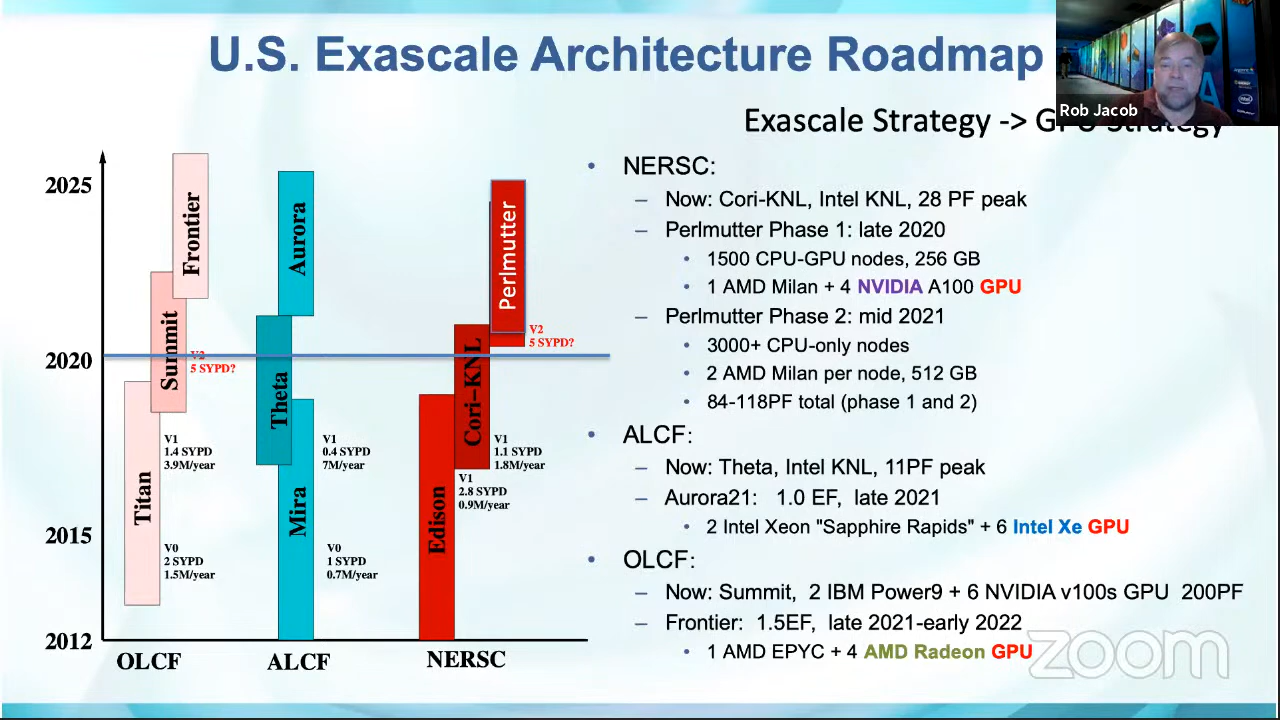 U.S. Exascale Architecture Roadmap
Rob Jacob
Exascale Strategy -> GPU Strategy
2025
2020
2015
2012
Frontier
Summit
Titan
V2
5 SYPD?
V1
1.4 SYPD
3.9M/year
V0
2 SYPD
1.5M/year
OLCF
Aurora
Theta
Mira
V1
0.4 SYPD
7M/year
V0
1 SYPD
0.7M/year
ALCF
Perlmutter
Cori-KNL
Edison
V2
5 SYPD?
V1
1.1 SYPD
1.8M/year
V1
2.8 SYPD
0.9M/year
NERSC
• NERSC:
– Now: Cori-KNL, Intel KNL, 28 PF peak
– Perlmutter Phase 1: late 2020
• 1500 CPU-GPU nodes, 256 GB
• 1 AMD Milan + 4 NVIDIA A100 GPU
– Perlmutter Phase 2: mid 2021
• 3000+ CPU-only nodes
• 2 AMD Milan per node, 512 GB
• 84-118PF total (phase 1 and 2)
• ALCF:
– Now: Theta, Intel KNL, 11PF peak
– Aurora21: 1.0 EF, late 2021
• 2 Intel Xeon "Sapphire Rapids" + 6 Intel Xe GPU
• OLCF:
– Now: Summit, 2 IBM Power9 + 6 NVIDIA v100s GPU 200PF
– Frontier: 1.5EF, late 2021-early 2022
• 1 AMD EPYC + 4 AMD Radeon GPU
zoom